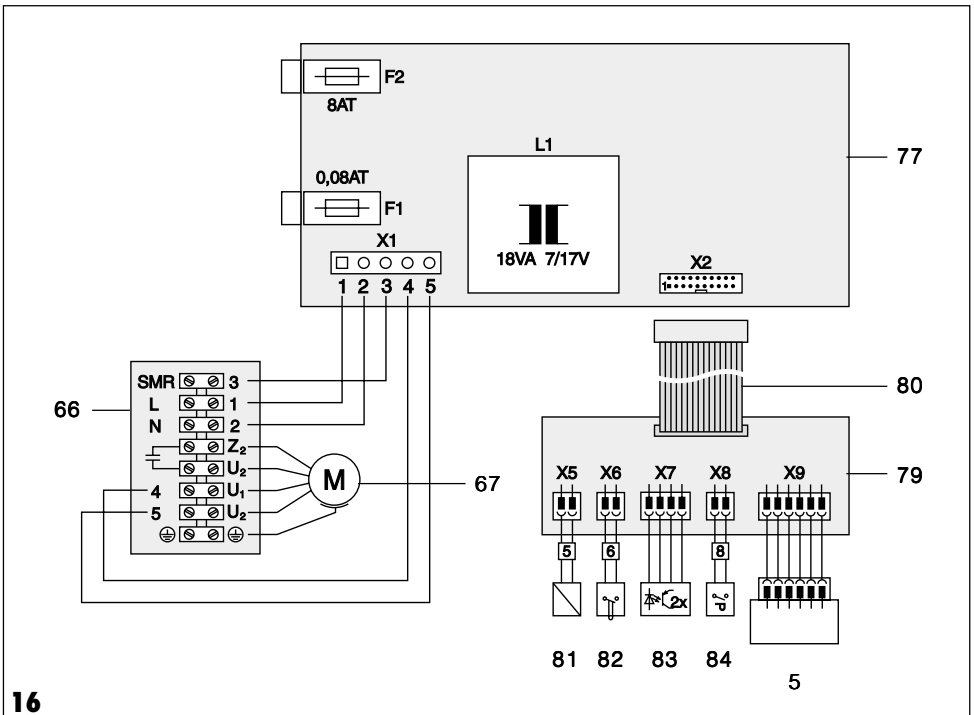 F2
8AT
L1
77
0,08AT
F1
X1
18VA 7/17V
X2
1
1 2 3 4 5
SMR 3
L 1
N 2
Z₂
U₂
4 U₁
5 U₂
66
M
67
80
79
X5 X6 X7 X8 X9
5 6 8
2x
P
81 82 83 84
5
16